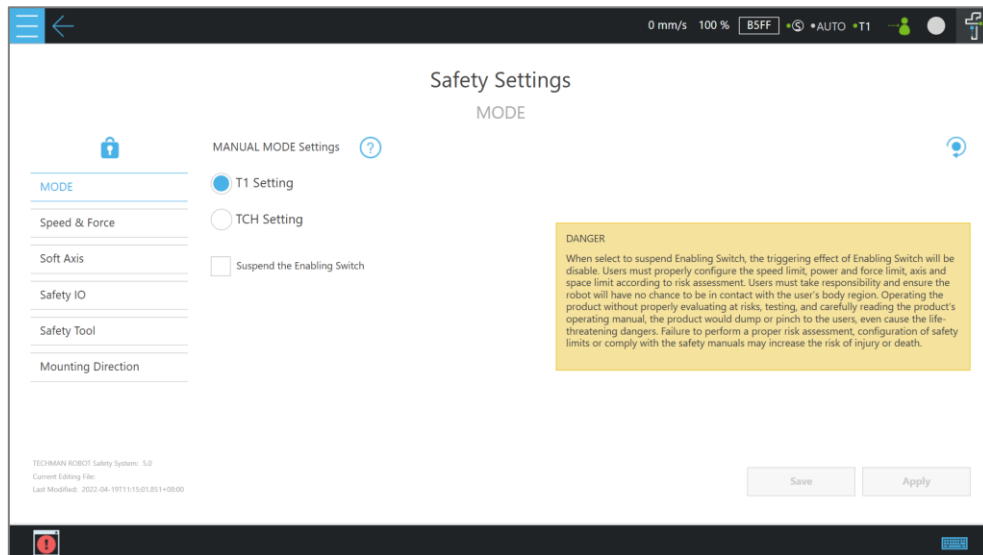 0 mm/s 100 % B5FF •Ⓢ •AUTO •T1
Safety Settings
MODE
MANUAL MODE Settings ?
MODE
T1 Setting
Speed & Force
TCH Setting
Soft Axis
Suspend the Enabling Switch
Safety IO
Safety Tool
Mounting Direction
DANGER
When select to suspend Enabling Switch, the triggering effect of Enabling Switch will be
disable. Users must properly configure the speed limit, power and force limit, axis and
space limit according to risk assessment. Users must take responsibility and ensure the
robot will have no chance to be in contact with the user's body region. Operating the
product without properly evaluating at risks, testing, and carefully reading the product's
operating manual, the product would dump or pinch to the users, even cause the life-
threatening dangers. Failure to perform a proper risk assessment, configuration of safety
limits or comply with the safety manuals may increase the risk of injury or death.
TECHMAN ROBOT Safety System: 5.0
Current Editing File:
Last Modified: 2022-04-19T11:15:01.851+08:00
Save
Apply